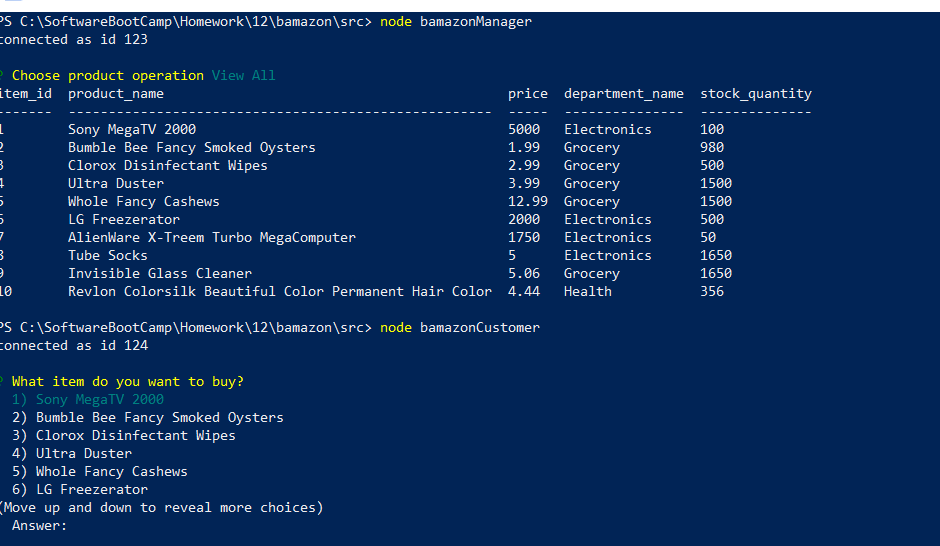 PS C:\SoftwareBootCamp\Homework\12\bamazon\src> node bamazonManager
connected as id 123
? Choose product operation View All
item_id  product_name                                         price  department_name  stock_quantity
-------  -----------------------------------------------------  -----  ---------------  --------------
1        Sony MegaTV 2000                                     5000   Electronics      100
2        Bumble Bee Fancy Smoked Oysters                      1.99   Grocery          980
3        Clorox Disinfectant Wipes                            2.99   Grocery          500
4        Ultra Duster                                         3.99   Grocery          1500
5        Whole Fancy Cashews                                  12.99  Grocery          1500
6        LG Freezerator                                       2000   Electronics      500
7        AlienWare X-Treem Turbo MegaComputer                 1750   Electronics      50
8        Tube Socks                                           5      Electronics      1650
9        Invisible Glass Cleaner                              5.06   Grocery          1650
10       Revlon Colorsilk Beautiful Color Permanent Hair Color  4.44   Health           356
PS C:\SoftwareBootCamp\Homework\12\bamazon\src> node bamazonCustomer
connected as id 124
? What item do you want to buy?
1) Sony MegaTV 2000
2) Bumble Bee Fancy Smoked Oysters
3) Clorox Disinfectant Wipes
4) Ultra Duster
5) Whole Fancy Cashews
6) LG Freezerator
(Move up and down to reveal more choices)
Answer: